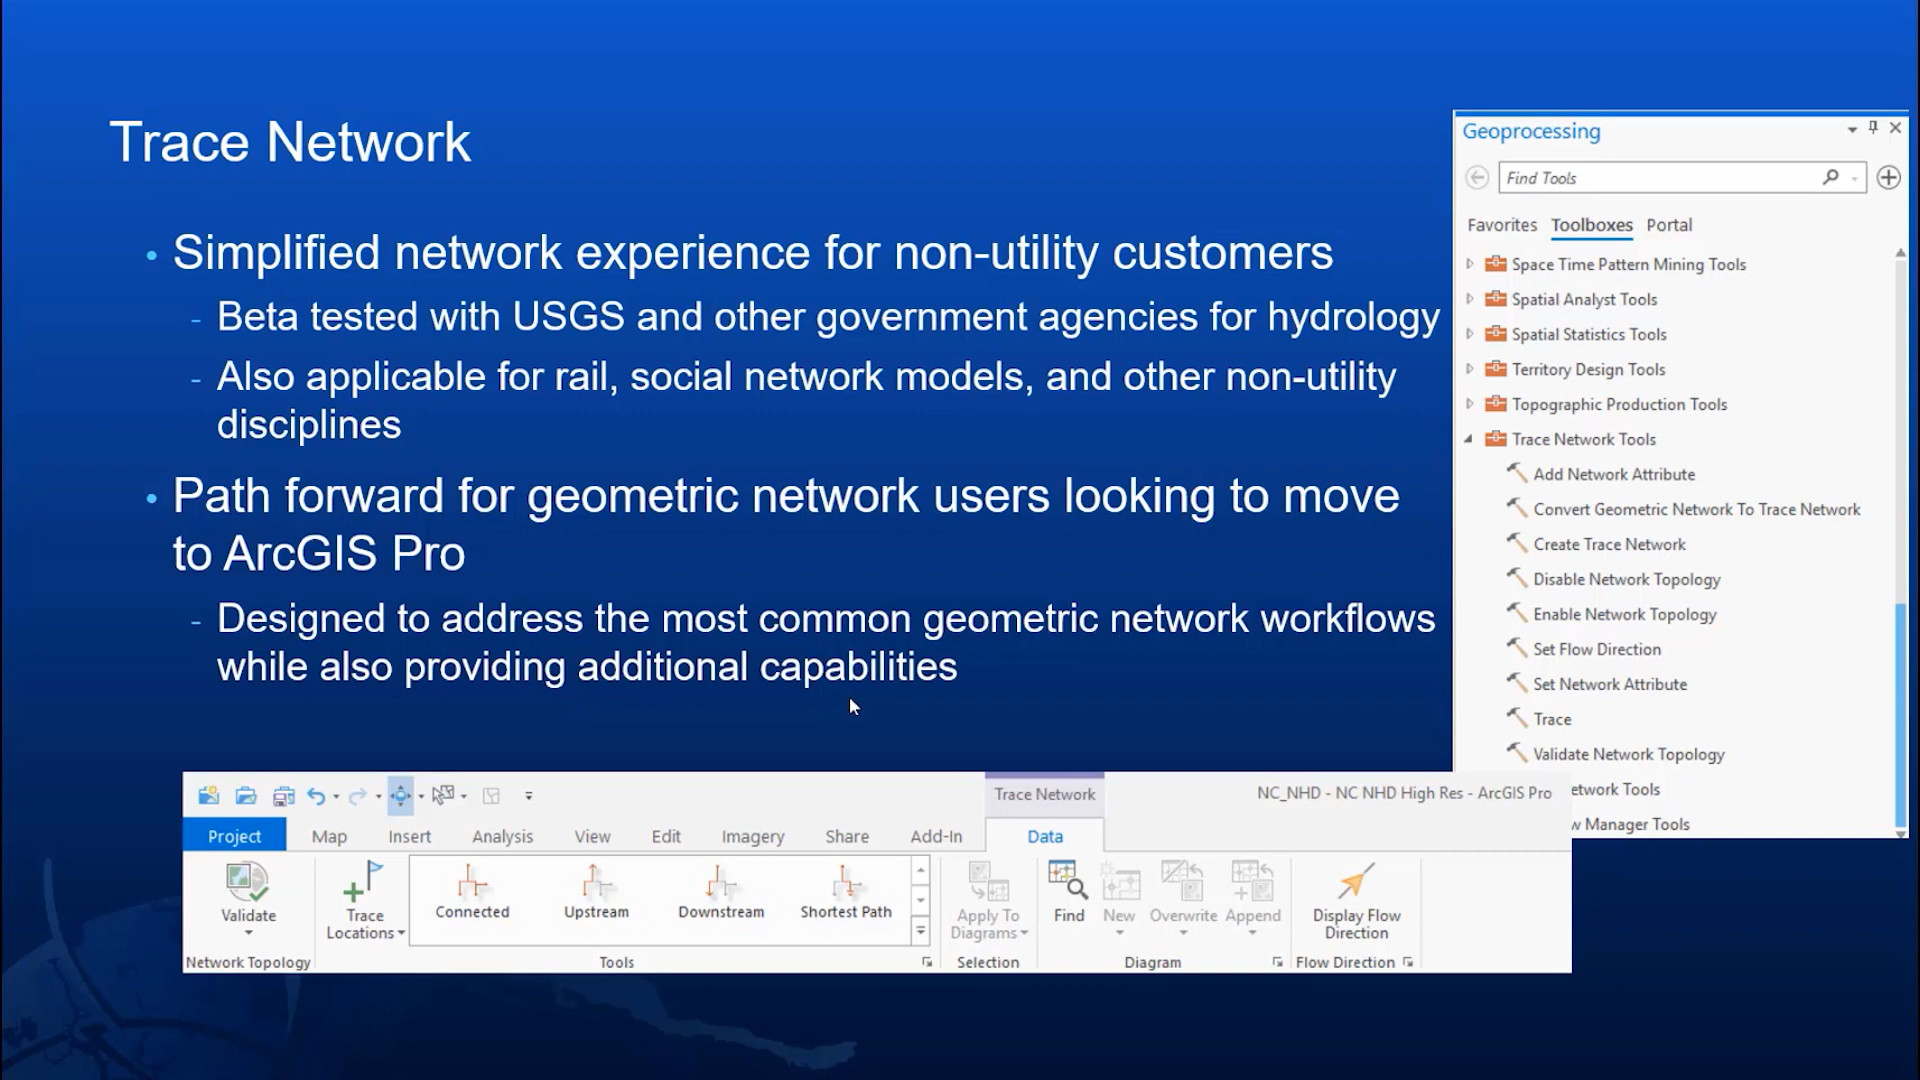 Trace Network
• Simplified network experience for non-utility customers
- Beta tested with USGS and other government agencies for hydrology
- Also applicable for rail, social network models, and other non-utility
disciplines
• Path forward for geometric network users looking to move
to ArcGIS Pro
- Designed to address the most common geometric network workflows
while also providing additional capabilities
Geoprocessing
Find Tools
Favorites Toolboxes Portal
Space Time Pattern Mining Tools
Spatial Analyst Tools
Spatial Statistics Tools
Territory Design Tools
Topographic Production Tools
Trace Network Tools
Add Network Attribute
Convert Geometric Network To Trace Network
Create Trace Network
Disable Network Topology
Enable Network Topology
Set Flow Direction
Set Network Attribute
Trace
Validate Network Topology
etwork Tools
w Manager Tools
Trace Network
NC_NHD - NC NHD High Res - ArcGIS Pro
Project Map Insert Analysis View Edit Imagery Share Add-In Data
Validate
Trace
Locations
Connected Upstream Downstream Shortest Path
Apply To
Diagrams
Find New Overwrite Append
Display Flow
Direction
Network Topology Tools Selection Diagram Flow Direction